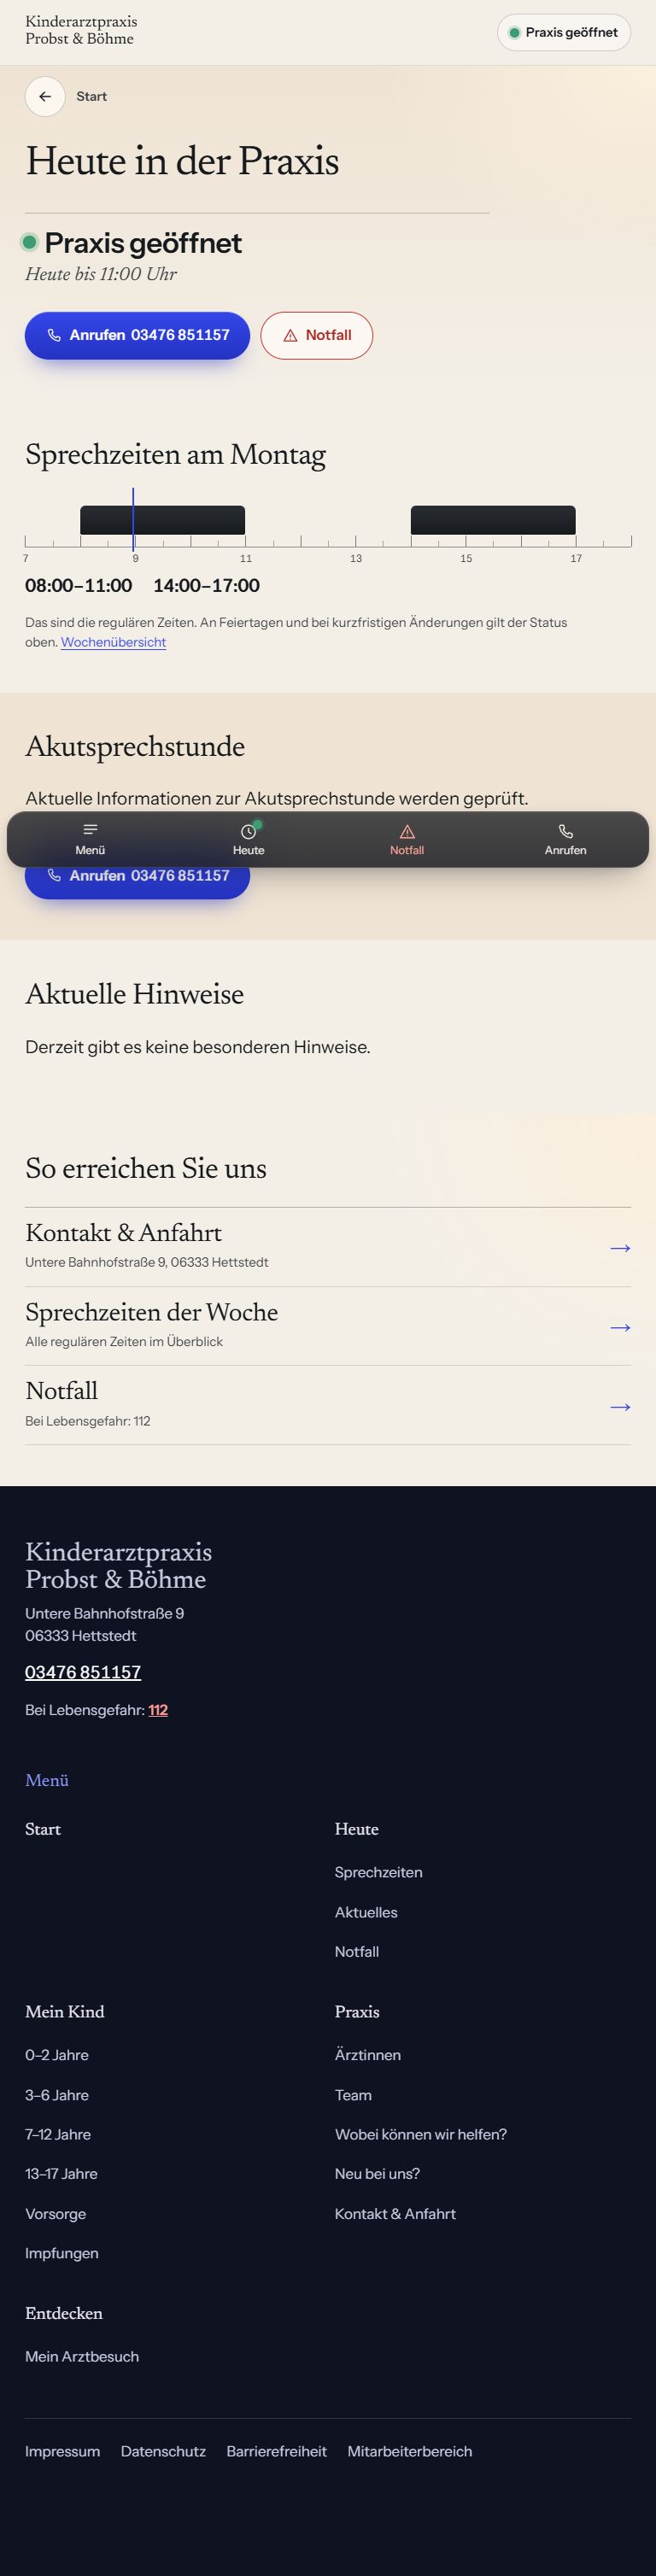 Kinderarztpraxis
Probst & Böhme
Praxis geöffnet
Start
Heute in der Praxis
Praxis geöffnet
Heute bis 11:00 Uhr
Anrufen 03476 851157
Notfall
Sprechzeiten am Montag
7 9 11 13 15 17
08:00–11:00 14:00–17:00
Das sind die regulären Zeiten. An Feiertagen und bei kurzfristigen Änderungen gilt der Status
oben. Wochenübersicht
Akutsprechstunde
Aktuelle Informationen zur Akutsprechstunde werden geprüft.
Menü
Heute
Notfall
Anrufen
Anrufen 03476 851157
Aktuelle Hinweise
Derzeit gibt es keine besonderen Hinweise.
So erreichen Sie uns
Kontakt & Anfahrt
Untere Bahnhofstraße 9, 06333 Hettstedt
Sprechzeiten der Woche
Alle regulären Zeiten im Überblick
Notfall
Bei Lebensgefahr: 112
Kinderarztpraxis
Probst & Böhme
Untere Bahnhofstraße 9
06333 Hettstedt
03476 851157
Bei Lebensgefahr: 112
Menü
Start
Heute
Sprechzeiten
Aktuelles
Notfall
Mein Kind
0–2 Jahre
3–6 Jahre
7–12 Jahre
13–17 Jahre
Vorsorge
Impfungen
Praxis
Ärztinnen
Team
Wobei können wir helfen?
Neu bei uns?
Kontakt & Anfahrt
Entdecken
Mein Arztbesuch
Impressum
Datenschutz
Barrierefreiheit
Mitarbeiterbereich